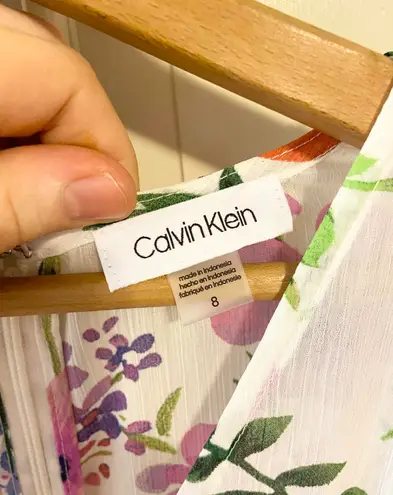 Calvin Klein
made in Indonesia
hecho en Indonesia
fabriqué en Indonésie
8